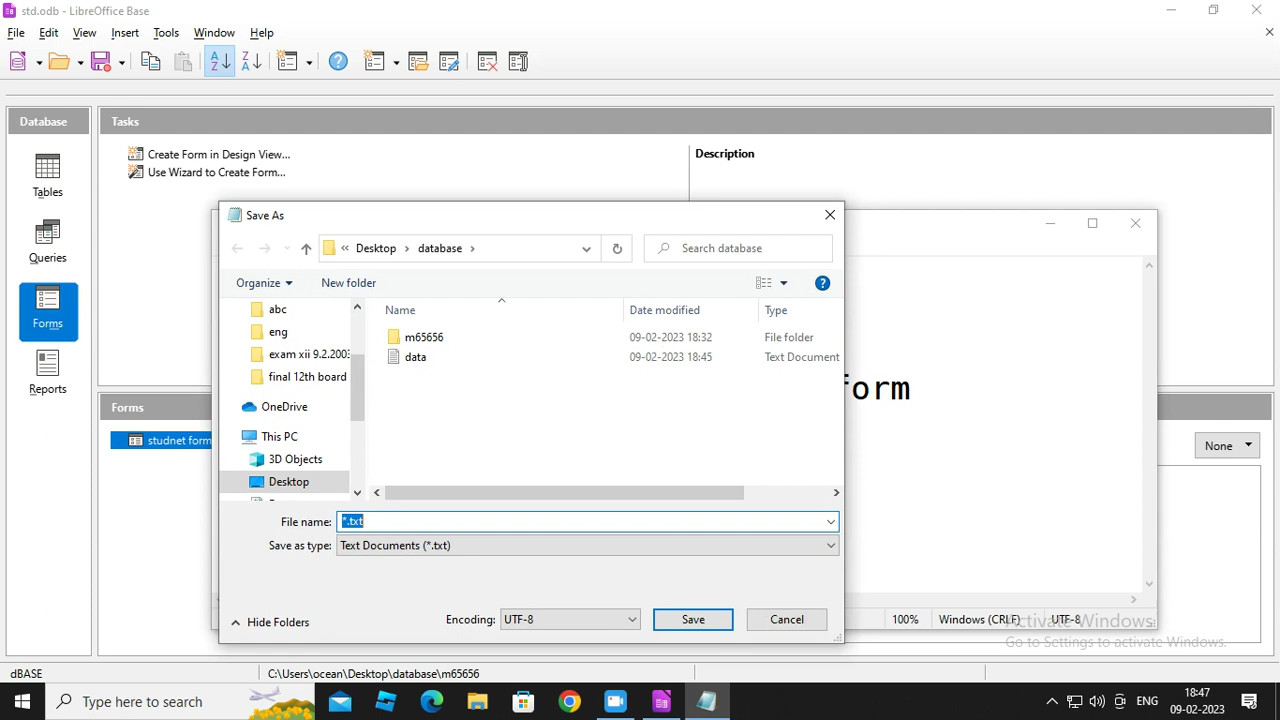 std.odb - LibreOffice Base
File Edit View Insert Tools Window Help
Database
Tables
Queries
Forms
Reports
Tasks
Create Form in Design View...
Use Wizard to Create Form...
Description
Forms
studnet form
None
form
100% Windows (CRLF) UTF-8
Save As
« Desktop › database ›
Search database
Organize New folder
abc
eng
exam xii 9.2.2003
final 12th board
OneDrive
This PC
3D Objects
Desktop
Name Date modified Type
m65656 09-02-2023 18:32 File folder
data 09-02-2023 18:45 Text Document
File name: *.txt
Save as type: Text Documents (*.txt)
Hide Folders Encoding: UTF-8 Save Cancel
Activate Windows
Go to Settings to activate Windows.
dBASE C:\Users\ocean\Desktop\database\m65656
Type here to search
ENG
18:47
09-02-2023